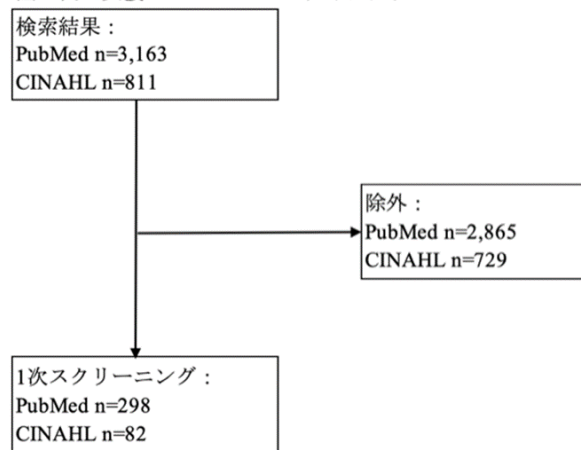 検索結果：
PubMed n=3,163
CINAHL n=811
除外：
PubMed n=2,865
CINAHL n=729
1次スクリーニング：
PubMed n=298
CINAHL n=82